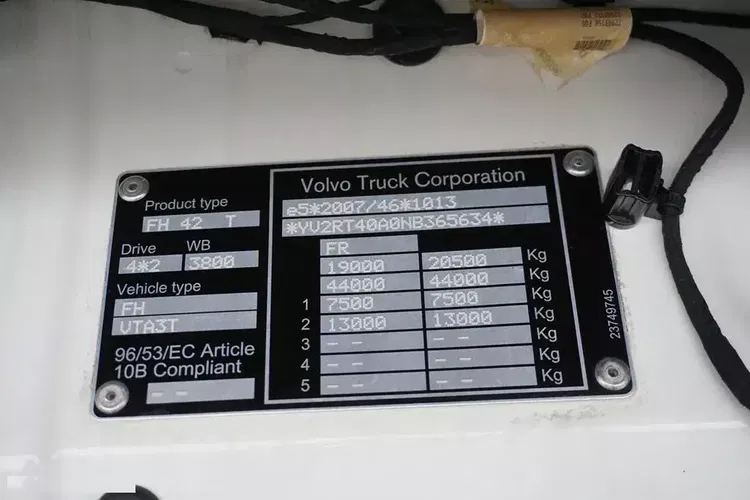 Volvo Truck Corporation
Product type
FH 42 T
Drive WB
4*2 3800
Vehicle type
FH
VTA3T
96/53/EC Article
10B Compliant
-- --
e5*2007/46*1013
*YV2RT40A0NB365634*
FR
19000 20500 Kg
44000 44000 Kg
1 7500 7500 Kg
2 13000 13000 Kg
3 -- -- -- -- Kg
4 -- -- -- -- Kg
5 -- -- -- -- Kg
23749745